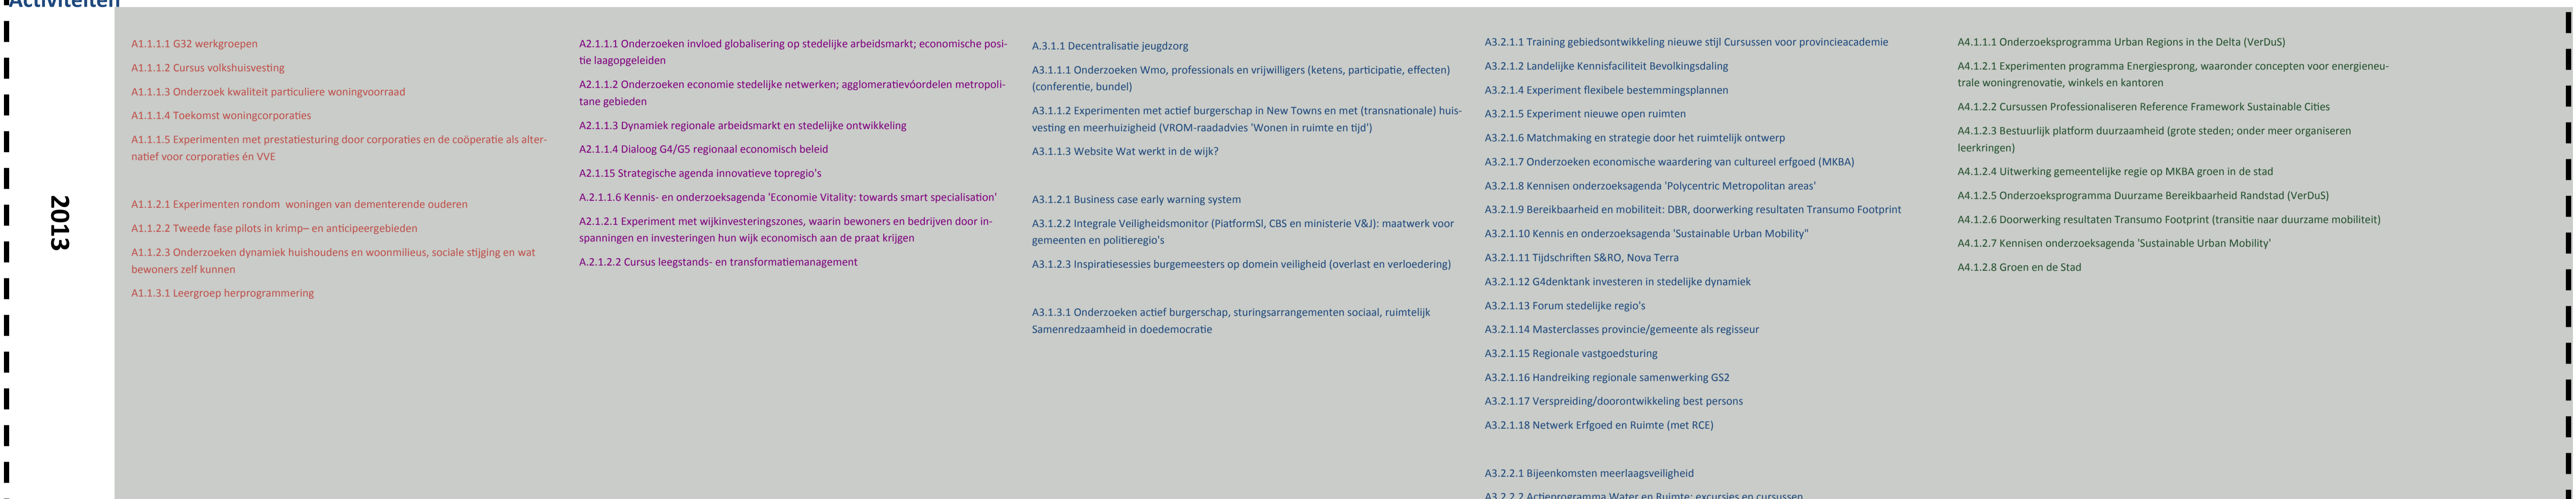 Activiteiten
2013
A1.1.1.1 G32 werkgroepen
A1.1.1.2 Cursus volkshuisvesting
A1.1.1.3 Onderzoek kwaliteit particuliere woningvoorraad
A1.1.1.4 Toekomst woningcorporaties
A1.1.1.5 Experimenten met prestatiesturing door corporaties en de coöperatie als alter-
natief voor corporaties én VVE
A1.1.2.1 Experimenten rondom  woningen van dementerende ouderen
A1.1.2.2 Tweede fase pilots in krimp– en anticipeergebieden
A1.1.2.3 Onderzoeken dynamiek huishoudens en woonmilieus, sociale stijging en wat
bewoners zelf kunnen
A1.1.3.1 Leergroep herprogrammering
A2.1.1.1 Onderzoeken invloed globalisering op stedelijke arbeidsmarkt; economische posi-
tie laagopgeleiden
A2.1.1.2 Onderzoeken economie stedelijke netwerken; agglomeratievóordelen metropoli-
tane gebieden
A2.1.1.3 Dynamiek regionale arbeidsmarkt en stedelijke ontwikkeling
A2.1.1.4 Dialoog G4/G5 regionaal economisch beleid
A2.1.15 Strategische agenda innovatieve topregio's
A.2.1.1.6 Kennis- en onderzoeksagenda 'Economie Vitality: towards smart specialisation'
A2.1.2.1 Experiment met wijkinvesteringszones, waarin bewoners en bedrijven door in-
spanningen en investeringen hun wijk economisch aan de praat krijgen
A.2.1.2.2 Cursus leegstands- en transformatiemanagement
A.3.1.1 Decentralisatie jeugdzorg
A3.1.1.1 Onderzoeken Wmo, professionals en vrijwilligers (ketens, participatie, effecten)
(conferentie, bundel)
A3.1.1.2 Experimenten met actief burgerschap in New Towns en met (transnationale) huis-
vesting en meerhuizigheid (VROM-raadadvies 'Wonen in ruimte en tijd')
A3.1.1.3 Website Wat werkt in de wijk?
A3.1.2.1 Business case early warning system
A3.1.2.2 Integrale Veiligheidsmonitor (PiatformSl, CBS en ministerie V&J): maatwerk voor
gemeenten en politieregio's
A3.1.2.3 Inspiratiesessies burgemeesters op domein veiligheid (overlast en verloedering)
A3.1.3.1 Onderzoeken actief burgerschap, sturingsarrangementen sociaal, ruimtelijk
Samenredzaamheid in doedemocratie
A3.2.1.1 Training gebiedsontwikkeling nieuwe stijl Cursussen voor provincieacademie
A3.2.1.2 Landelijke Kennisfaciliteit Bevolkingsdaling
A3.2.1.4 Experiment flexibele bestemmingsplannen
A3.2.1.5 Experiment nieuwe open ruimten
A3.2.1.6 Matchmaking en strategie door het ruimtelijk ontwerp
A3.2.1.7 Onderzoeken economische waardering van cultureel erfgoed (MKBA)
A3.2.1.8 Kennisen onderzoeksagenda 'Polycentric Metropolitan areas'
A3.2.1.9 Bereikbaarheid en mobiliteit: DBR, doorwerking resultaten Transumo Footprint
A3.2.1.10 Kennis en onderzoeksagenda 'Sustainable Urban Mobility"
A3.2.1.11 Tijdschriften S&RO, Nova Terra
A3.2.1.12 G4denktank investeren in stedelijke dynamiek
A3.2.1.13 Forum stedelijke regio's
A3.2.1.14 Masterclasses provincie/gemeente als regisseur
A3.2.1.15 Regionale vastgoedsturing
A3.2.1.16 Handreiking regionale samenwerking GS2
A3.2.1.17 Verspreiding/doorontwikkeling best persons
A3.2.1.18 Netwerk Erfgoed en Ruimte (met RCE)
A3.2.2.1 Bijeenkomsten meerlaagsveiligheid
A3.2.2.2 Actieprogramma Water en Ruimte: excursies en cursussen
A4.1.1.1 Onderzoeksprogramma Urban Regions in the Delta (VerDuS)
A4.1.2.1 Experimenten programma Energiesprong, waaronder concepten voor energieneu-
trale woningrenovatie, winkels en kantoren
A4.1.2.2 Cursussen Professionaliseren Reference Framework Sustainable Cities
A4.1.2.3 Bestuurlijk platform duurzaamheid (grote steden; onder meer organiseren
leerkringen)
A4.1.2.4 Uitwerking gemeentelijke regie op MKBA groen in de stad
A4.1.2.5 Onderzoeksprogramma Duurzame Bereikbaarheid Randstad (VerDuS)
A4.1.2.6 Doorwerking resultaten Transumo Footprint (transitie naar duurzame mobiliteit)
A4.1.2.7 Kennisen onderzoeksagenda 'Sustainable Urban Mobility'
A4.1.2.8 Groen en de Stad